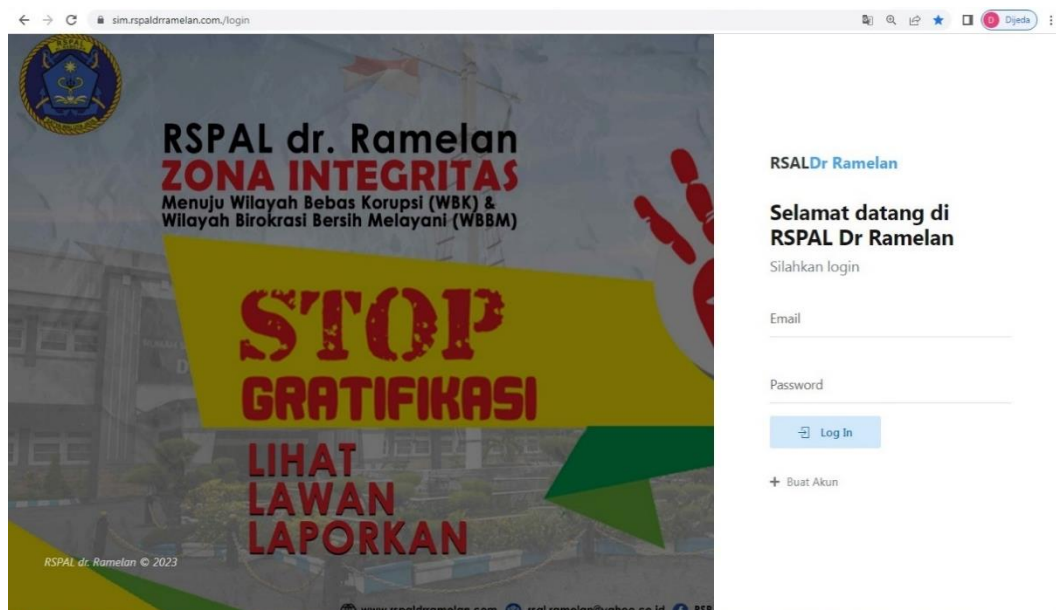 sim.rspaldrramelan.com./login
D
Dijeda
RSPAL
RSPAL dr. Ramelan
ZONA INTEGRITAS
Menuju Wilayah Bebas Korupsi (WBK) &
Wilayah Birokrasi Bersih Melayani (WBBM)
STOP
GRATIFIKASI
LIHAT
LAWAN
LAPORKAN
RSPAL dr. Ramelan © 2023
RSALDr Ramelan
Selamat datang di
RSPAL Dr Ramelan
Silahkan login
Email
Password
Log In
+ Buat Akun